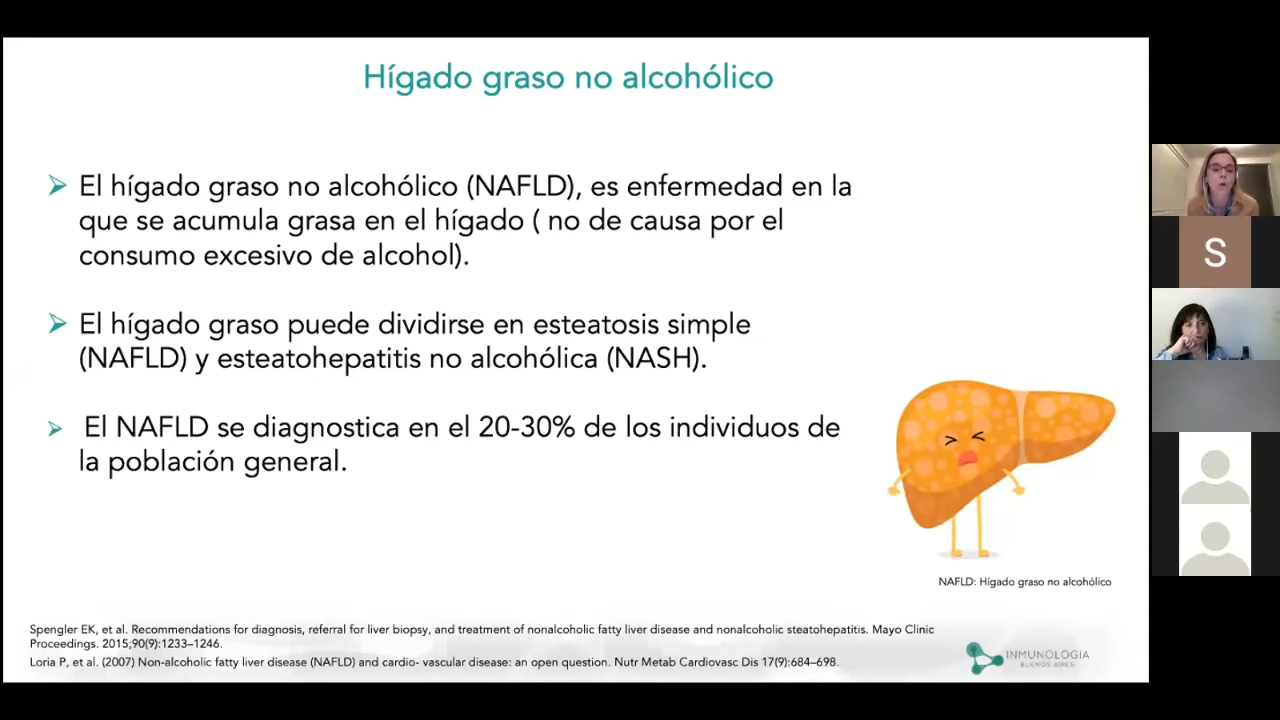 Hígado graso no alcohólico
➢ El hígado graso no alcohólico (NAFLD), es enfermedad en la
que se acumula grasa en el hígado ( no de causa por el
consumo excesivo de alcohol).
➢ El hígado graso puede dividirse en esteatosis simple
(NAFLD) y esteatohepatitis no alcohólica (NASH).
➢ El NAFLD se diagnostica en el 20-30% de los individuos de
la población general.
NAFLD: Hígado graso no alcohólico
Spengler EK, et al. Recommendations for diagnosis, referral for liver biopsy, and treatment of nonalcoholic fatty liver disease and nonalcoholic steatohepatitis. Mayo Clinic
Proceedings. 2015;90(9):1233–1246.
Loria P, et al. (2007) Non-alcoholic fatty liver disease (NAFLD) and cardio- vascular disease: an open question. Nutr Metab Cardiovasc Dis 17(9):684–698.
INMUNOLOGIA
BUENOS AIRES
S